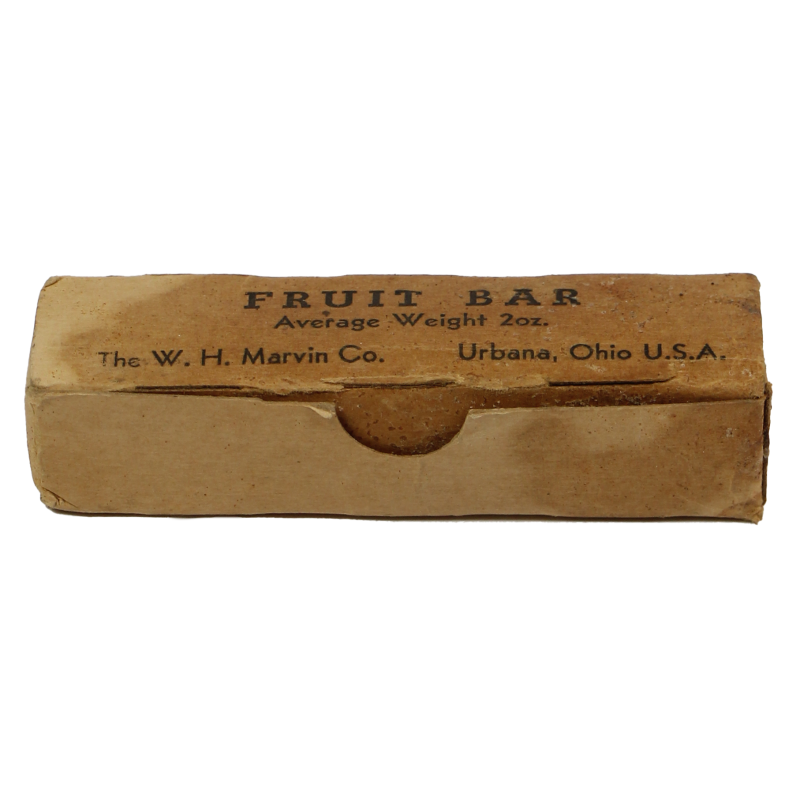 FRUIT BAR
Average Weight 2oz.
The W. H. Marvin Co. Urbana, Ohio U.S.A.